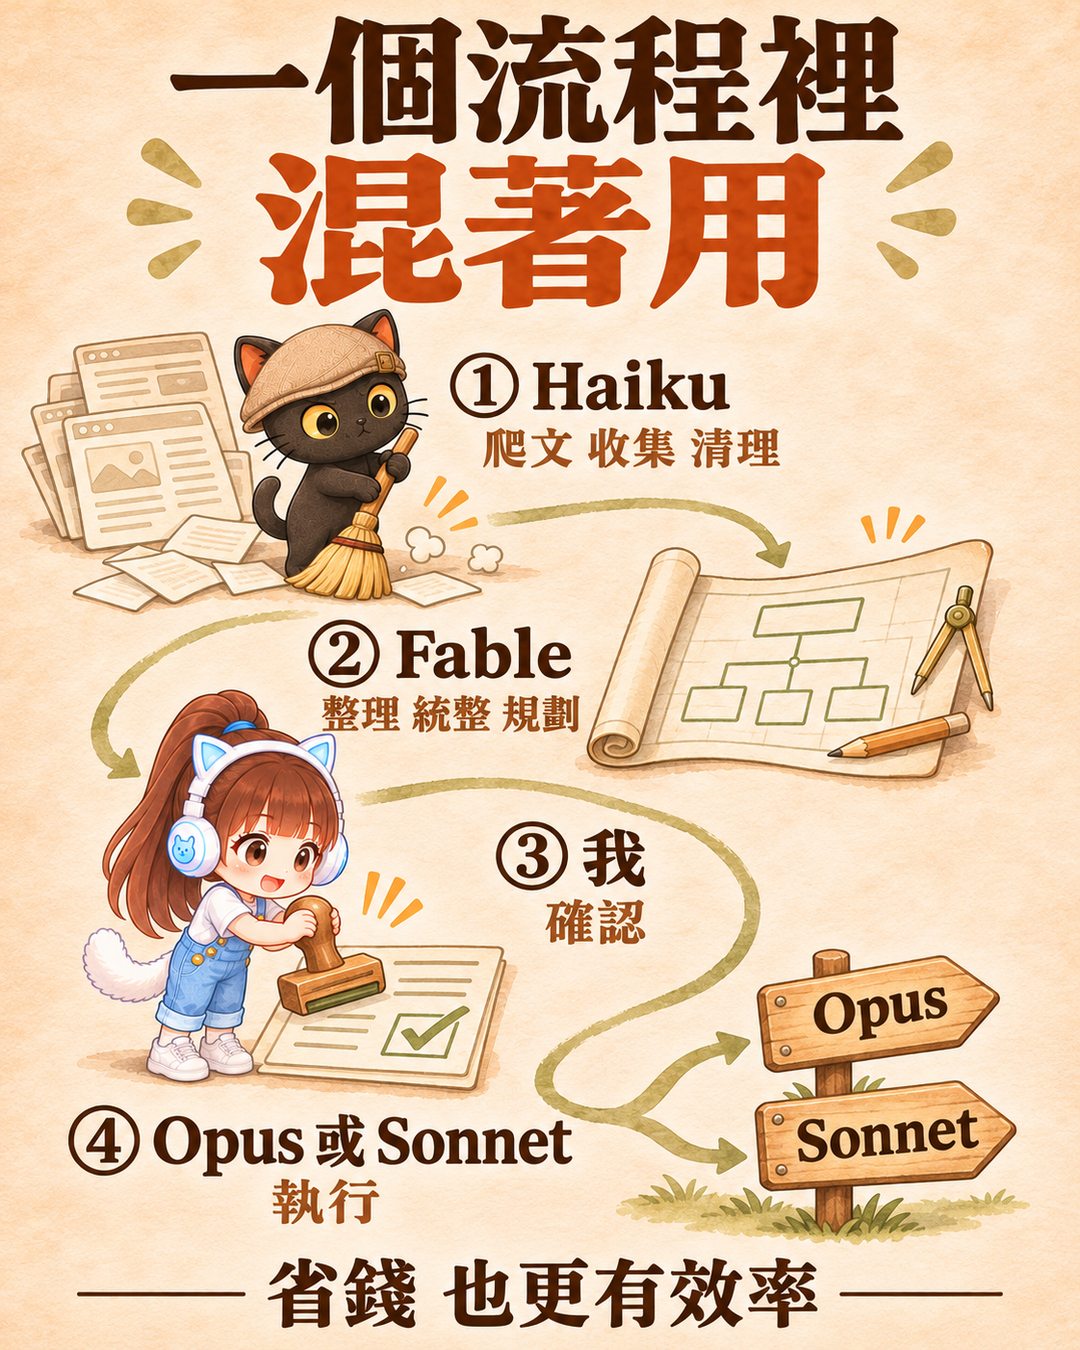 一個流程裡
混著用
① Haiku
爬文 收集 清理
② Fable
整理 統整 規劃
③ 我
確認
Opus
Sonnet
④ Opus 或 Sonnet
執行
省錢 也更有效率